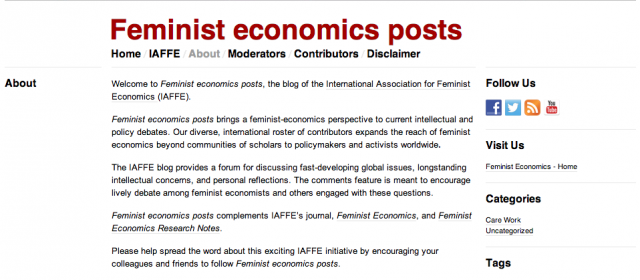 Feminist economics posts
Home / IAFFE / About / Moderators / Contributors / Disclaimer
About
Welcome to Feminist economics posts, the blog of the International Association for Feminist
Economics (IAFFE).
Feminist economics posts brings a feminist-economics perspective to current intellectual and
policy debates. Our diverse, international roster of contributors expands the reach of feminist
economics beyond communities of scholars to policymakers and activists worldwide.
The IAFFE blog provides a forum for discussing fast-developing global issues, longstanding
intellectual concerns, and personal reflections. The comments feature is meant to encourage
lively debate among feminist economists and others engaged with these questions.
Feminist economics posts complements IAFFE's journal, Feminist Economics, and Feminist
Economics Research Notes.
Please help spread the word about this exciting IAFFE initiative by encouraging your
colleagues and friends to follow Feminist economics posts.
Follow Us
You Tube
Visit Us
Feminist Economics - Home
Categories
Care Work
Uncategorized
Tags